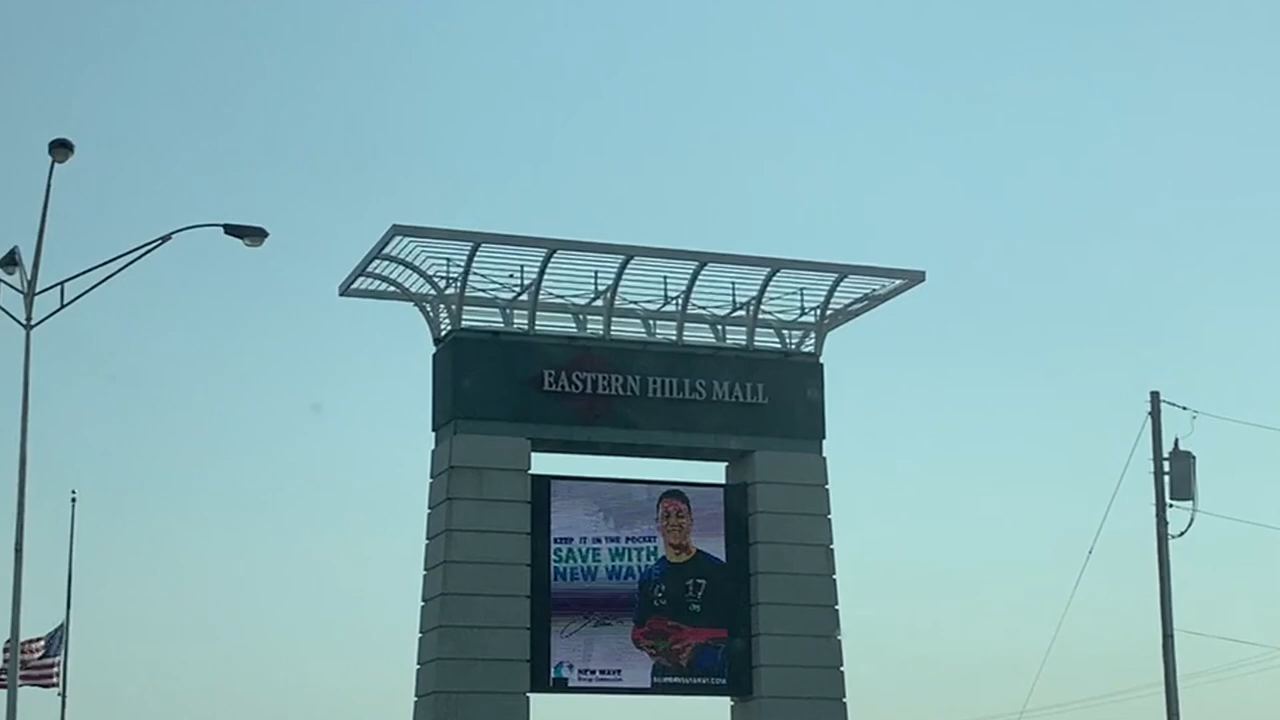 EASTERN HILLS MALL
KEEP IT IN THE POCKET
SAVE WITH
NEW WAVE
17
NEW WAVE